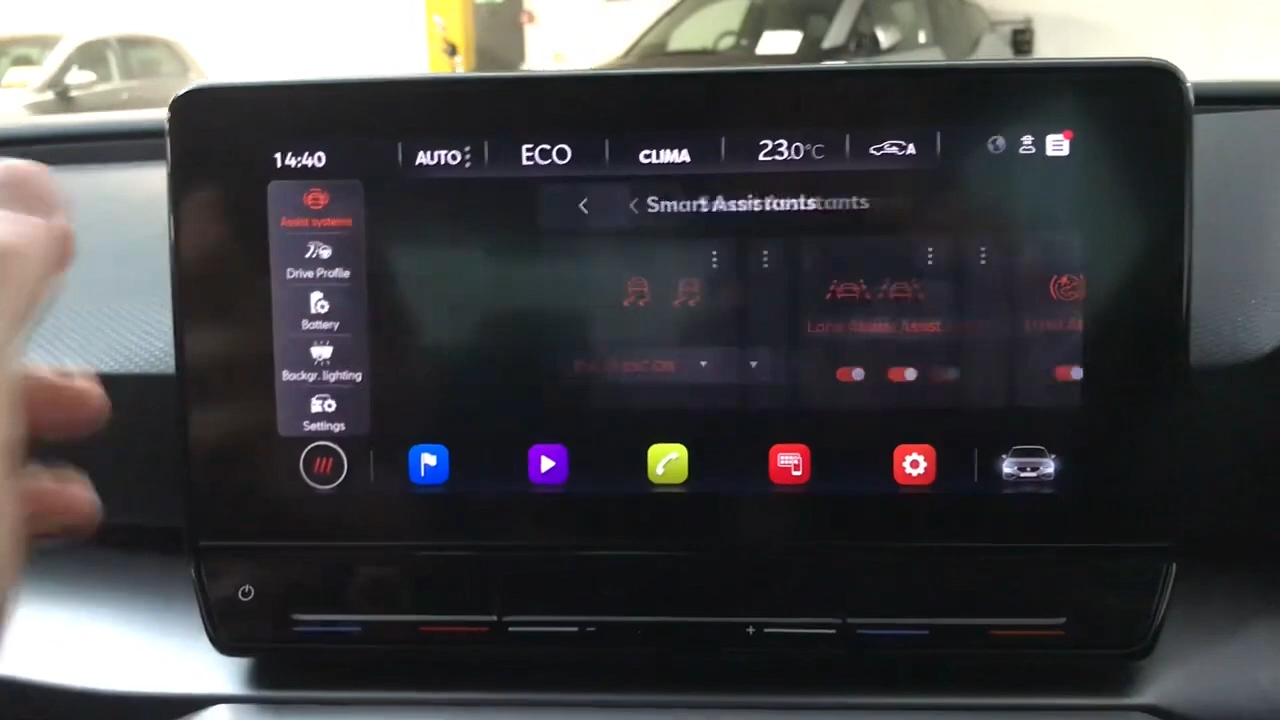 14:40
AUTO
ECO
CLIMA
23.0°C
A
Smart Assistants
Assist systems
Drive Profile
Battery
Backgr. lighting
Settings
Lane Assist